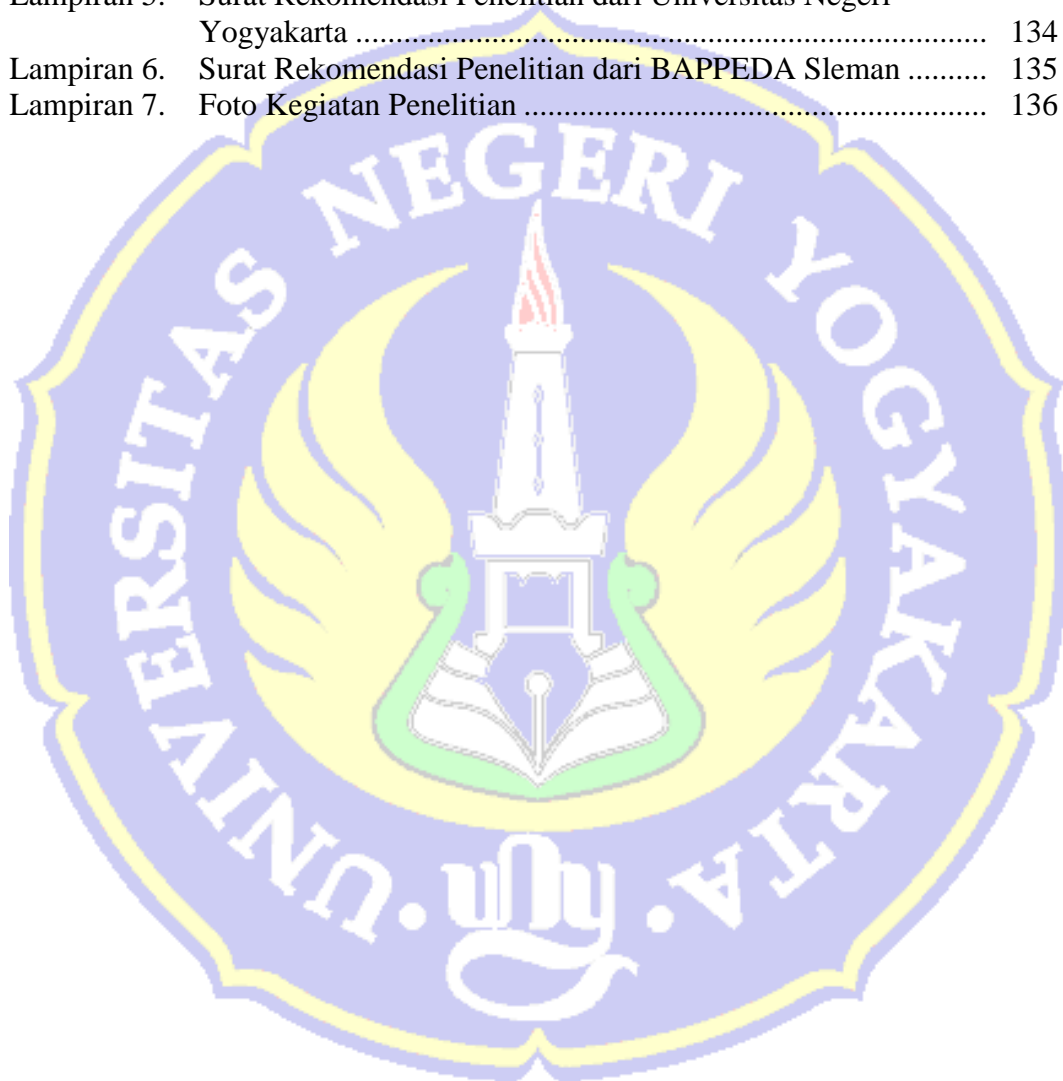 Lampiran 5. Surat Rekomendasi Penelitian dari Universitas Negeri
Yogyakarta .............................................................................. 134
Lampiran 6. Surat Rekomendasi Penelitian dari BAPPEDA Sleman .......... 135
Lampiran 7. Foto Kegiatan Penelitian ......................................................... 136
UNIVERSITAS NEGERI YOGYAKARTA
uny